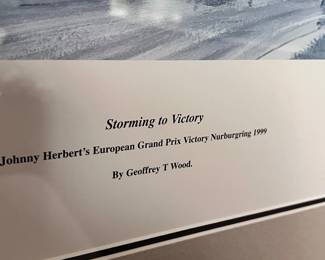 Storming to Victory
Johnny Herbert's European Grand Prix Victory Nurburgring 1999
By Geoffrey T Wood.